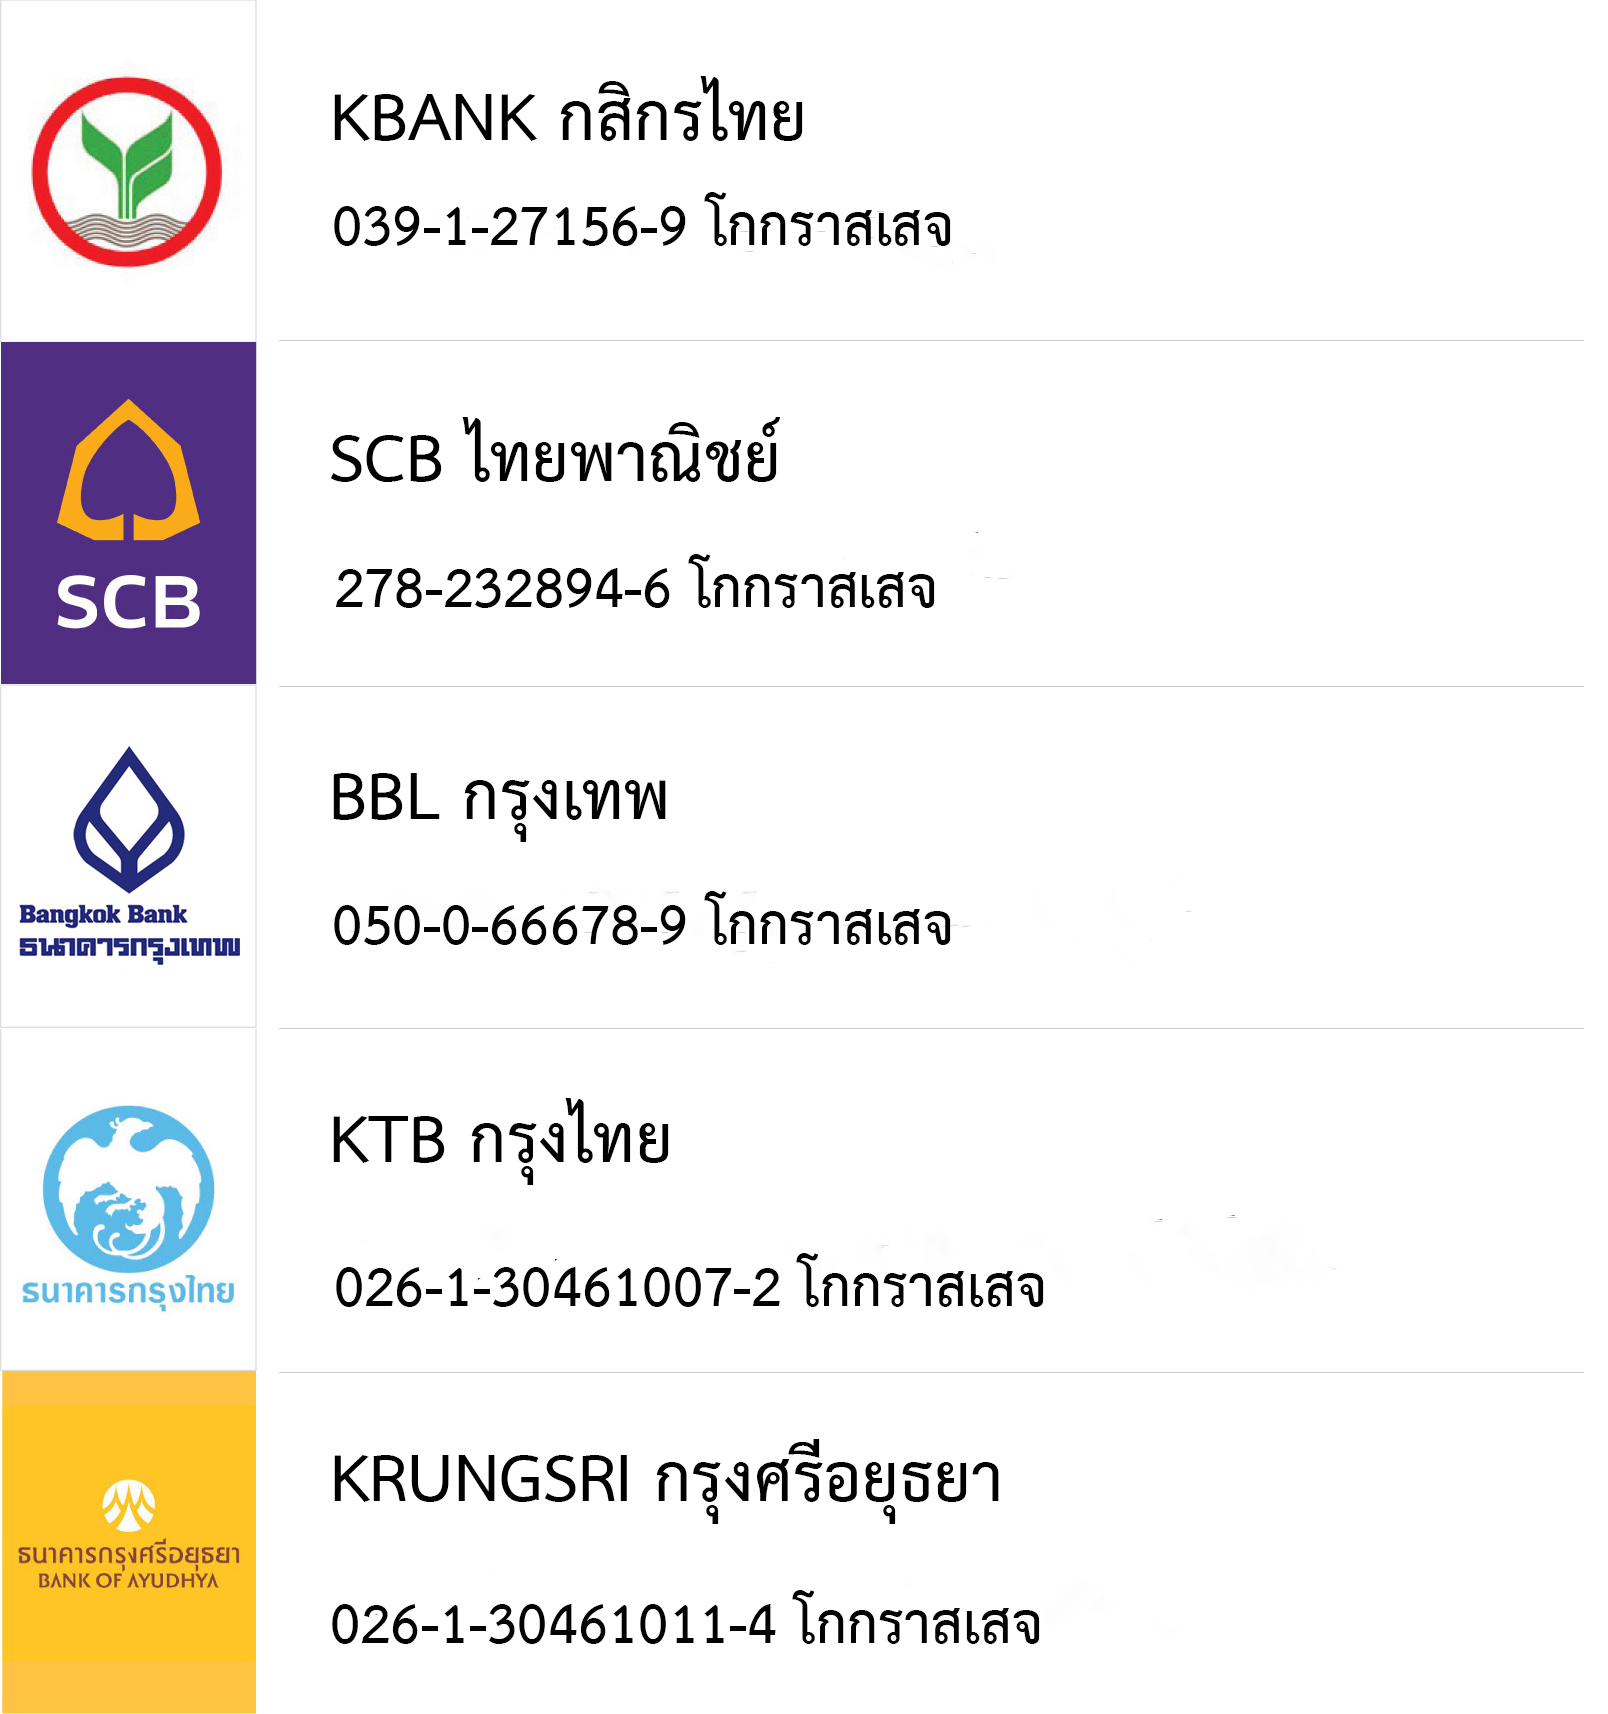 KBANK กสิกรไทย
039-1-27156-9 โกกราสเสจ
SCB
SCB ไทยพาณิชย์
278-232894-6 โกกราสเสจ
Bangkok Bank
ธนาคารกรุงเทพ
BBL กรุงเทพ
050-0-66678-9 โกกราสเสจ
ธนาคารกรุงไทย
KTB กรุงไทย
026-1-30461007-2 โกกราสเสจ
ธนาคารกรุงศรีอยุธยา
BANK OF AYUDHYA
KRUNGSRI กรุงศรีอยุธยา
026-1-30461011-4 โกกราสเสจ